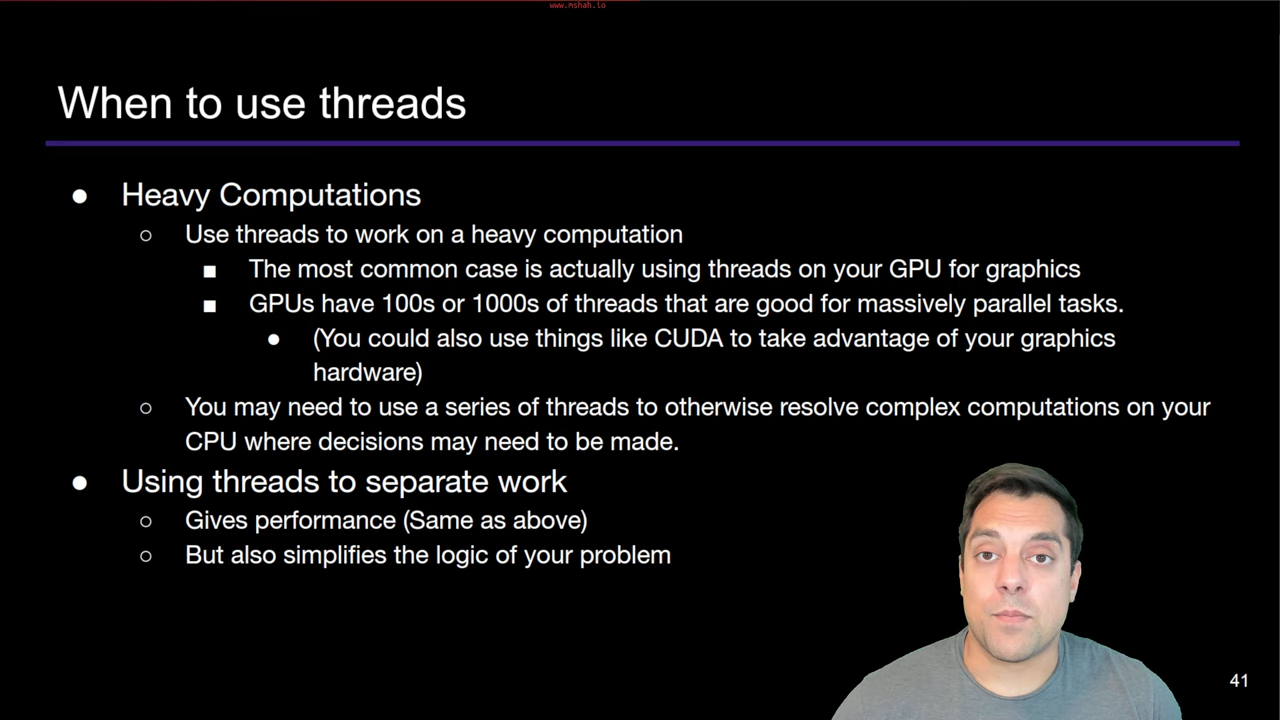 www.mshah.io
When to use threads
● Heavy Computations
○ Use threads to work on a heavy computation
■ The most common case is actually using threads on your GPU for graphics
■ GPUs have 100s or 1000s of threads that are good for massively parallel tasks.
● (You could also use things like CUDA to take advantage of your graphics
hardware)
○ You may need to use a series of threads to otherwise resolve complex computations on your
CPU where decisions may need to be made.
● Using threads to separate work
○ Gives performance (Same as above)
○ But also simplifies the logic of your problem
41